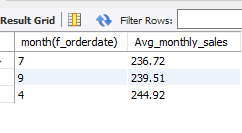 Result Grid Filter Rows:
month(f_orderdate) Avg_monthly_sales
7 236.72
9 239.51
4 244.92